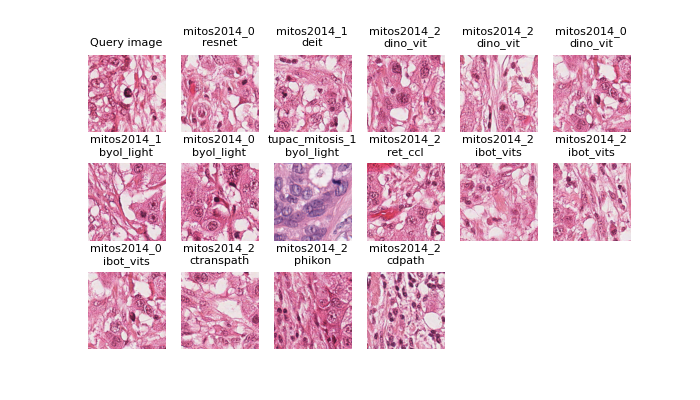 Query image
mitos2014_0
resnet
mitos2014_1
deit
mitos2014_2
dino_vit
mitos2014_2
dino_vit
mitos2014_0
dino_vit
mitos2014_1
byol_light
mitos2014_0
byol_light
tupac_mitosis_1
byol_light
mitos2014_2
ret_ccl
mitos2014_2
ibot_vits
mitos2014_2
ibot_vits
mitos2014_0
ibot_vits
mitos2014_2
ctranspath
mitos2014_2
phikon
mitos2014_2
cdpath